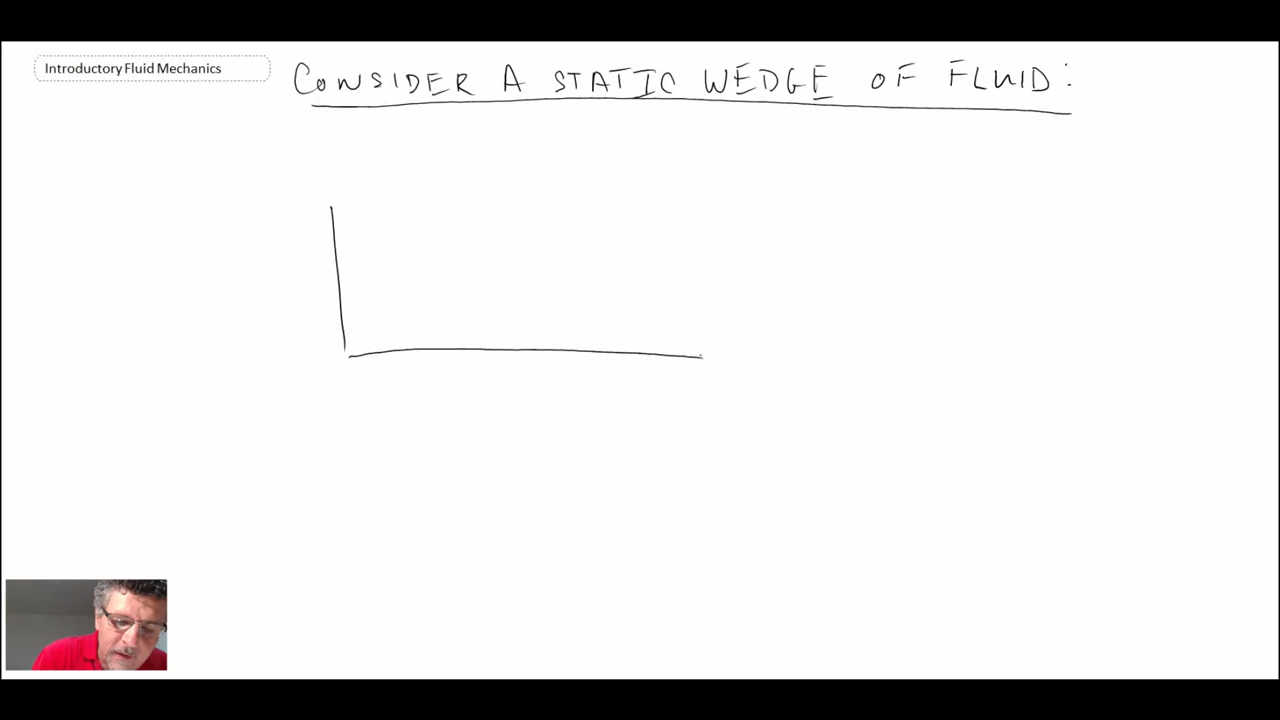 Introductory Fluid Mechanics
CONSIDER A STATIC WEDGE OF FLUID: